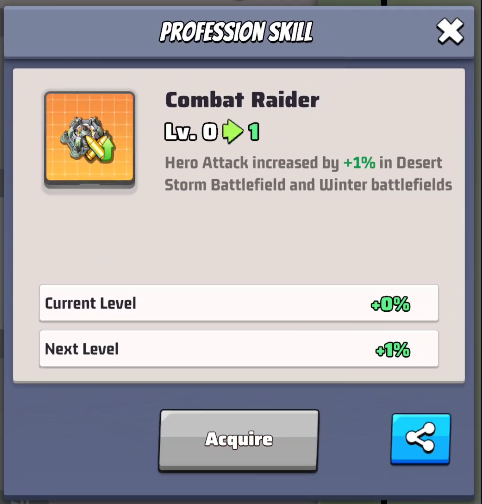 PROFESSION SKILL
Combat Raider
Lv. 0 1
Hero Attack increased by +1% in Desert
Storm Battlefield and Winter battlefields
Current Level +0%
Next Level +1%
Acquire